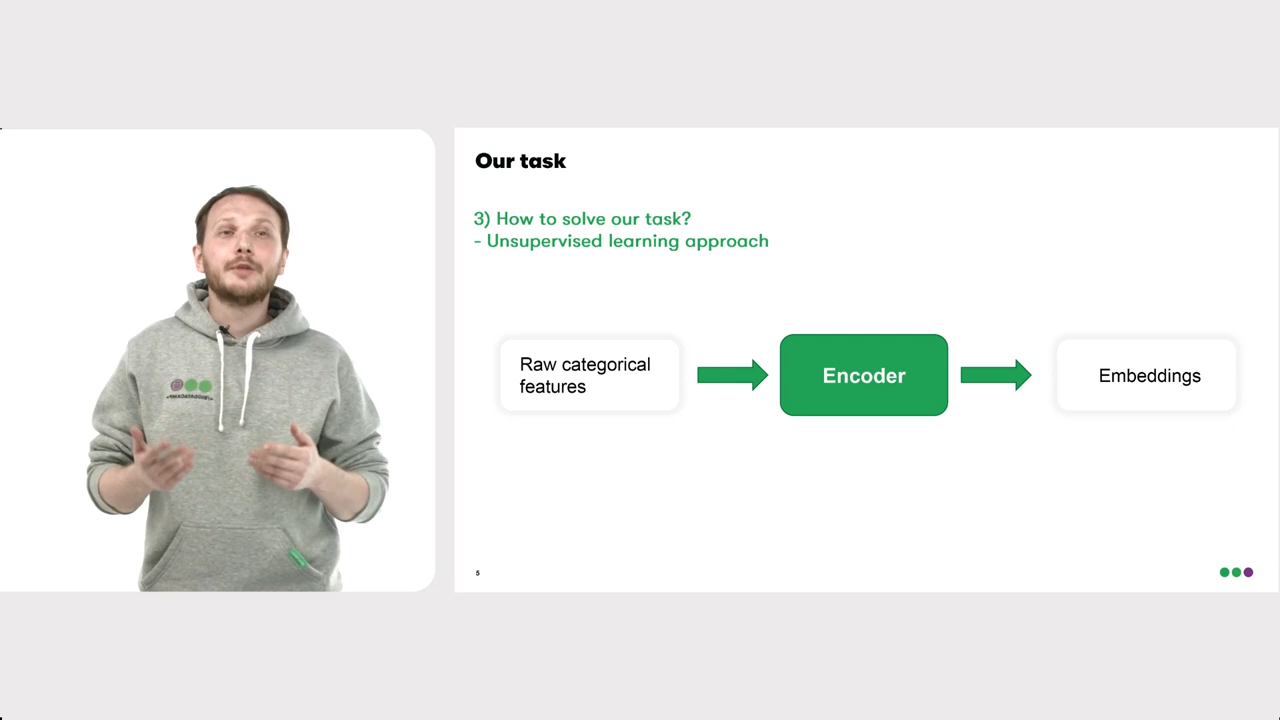 Our task
3) How to solve our task?
- Unsupervised learning approach
Raw categorical
features
Encoder
Embeddings
5